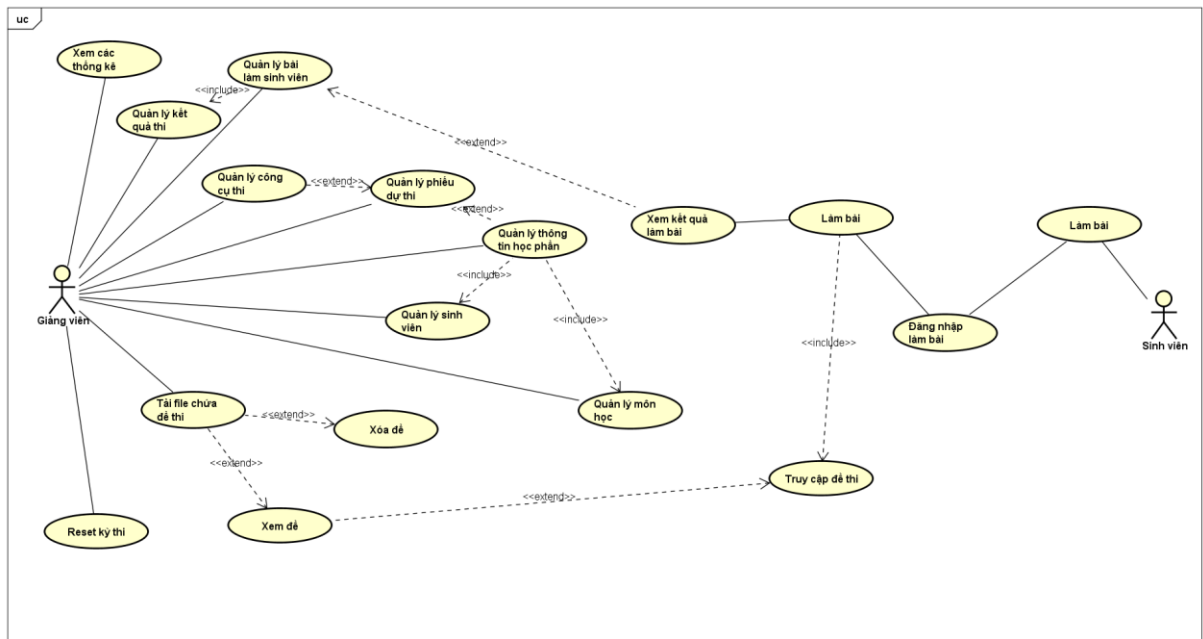 uc
Xem các
thống kê
Quản lý bài
làm sinh viên
<<include>>
Quản lý kết
quả thi
<<extend>>
Quản lý công
cụ thi
<<extend>>
Quản lý phiếu
dự thi
<<extend>>
Quản lý thông
tin học phần
Xem kết quả
làm bài
Làm bài
Làm bài
<<include>>
Giảng viên
Quản lý sinh
viên
<<include>>
Đăng nhập
làm bài
Sinh viên
<<include>>
Tải file chứa
đề thi
<<extend>>
Xóa đề
Quản lý môn
học
<<extend>>
Truy cập đề thi
<<extend>>
Reset kỳ thi
Xem đề